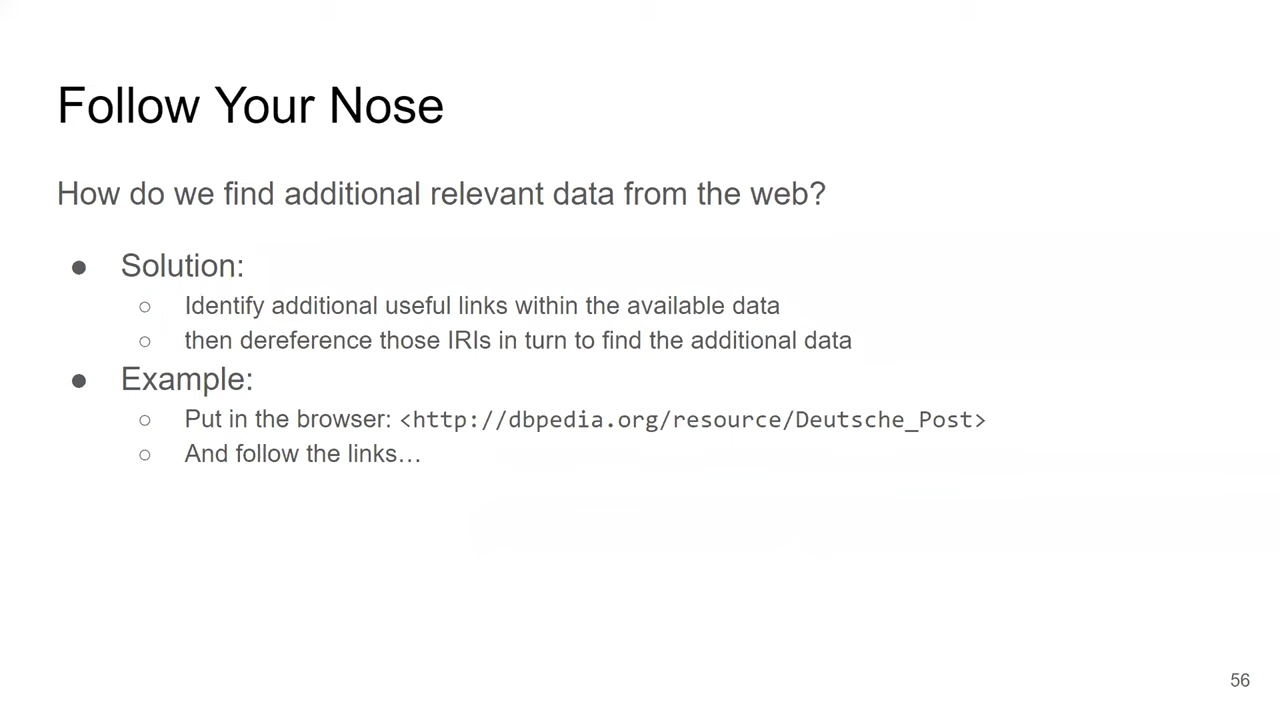 Follow Your Nose
How do we find additional relevant data from the web?
● Solution:
○ Identify additional useful links within the available data
○ then dereference those IRIs in turn to find the additional data
● Example:
○ Put in the browser: <http://dbpedia.org/resource/Deutsche_Post>
○ And follow the links…
56